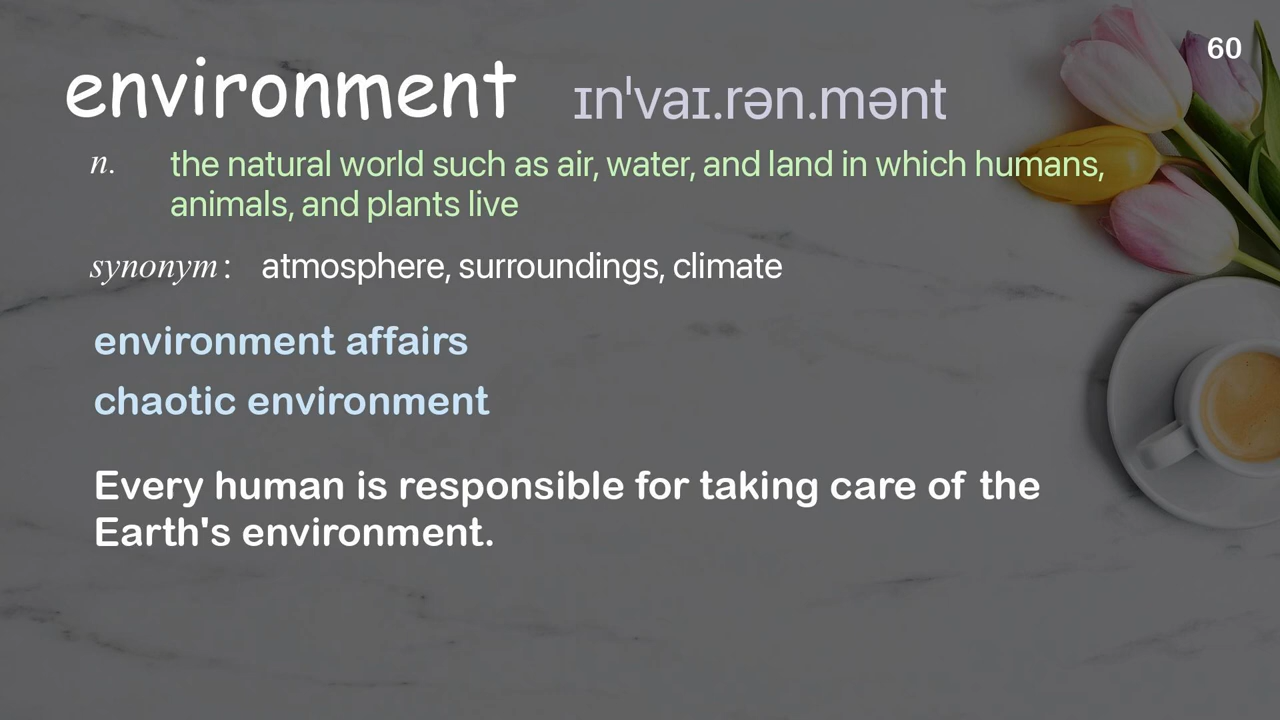 60
environment ɪnˈvaɪ.rən.mənt
n. the natural world such as air, water, and land in which humans,
animals, and plants live
synonym : atmosphere, surroundings, climate
environment affairs
chaotic environment
Every human is responsible for taking care of the
Earth's environment.